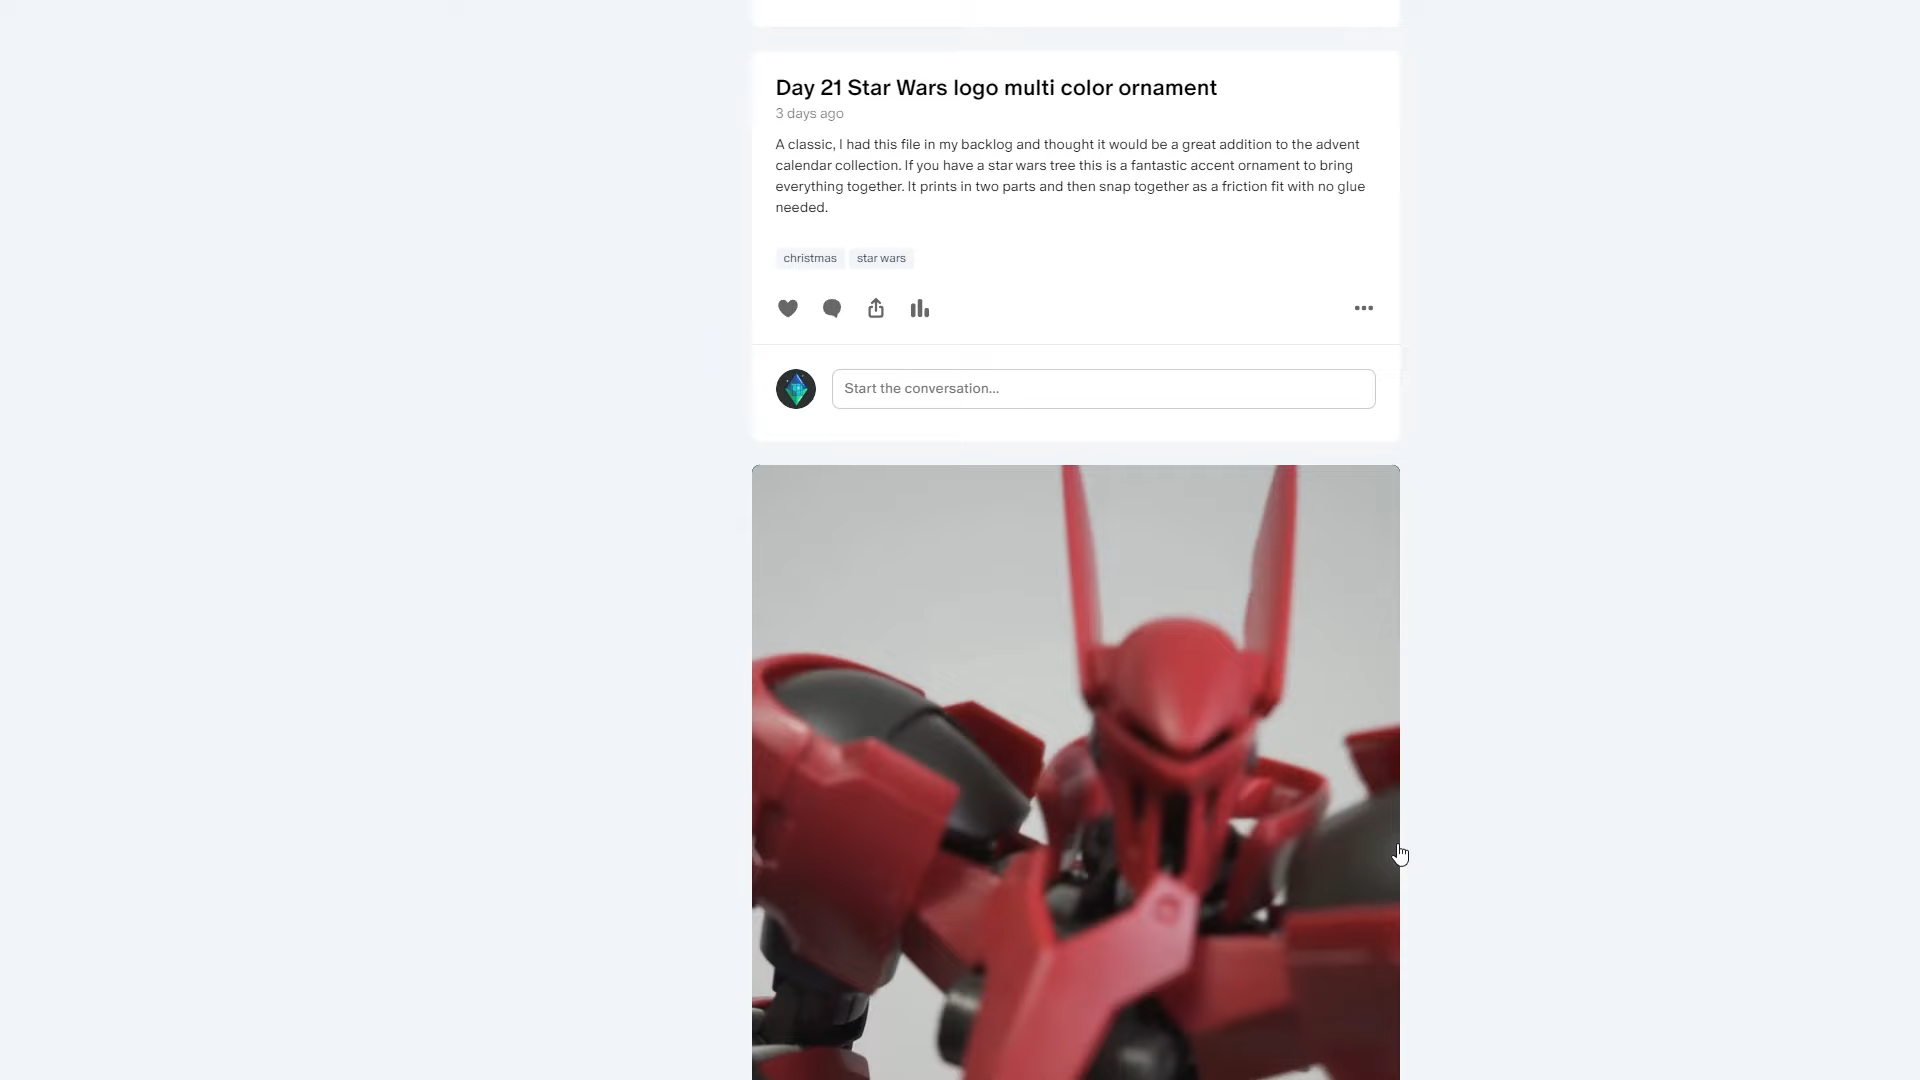 Day 21 Star Wars logo multi color ornament
3 days ago
A classic, I had this file in my backlog and thought it would be a great addition to the advent
calendar collection. If you have a star wars tree this is a fantastic accent ornament to bring
everything together. It prints in two parts and then snap together as a friction fit with no glue
needed.
christmas star wars
Start the conversation...